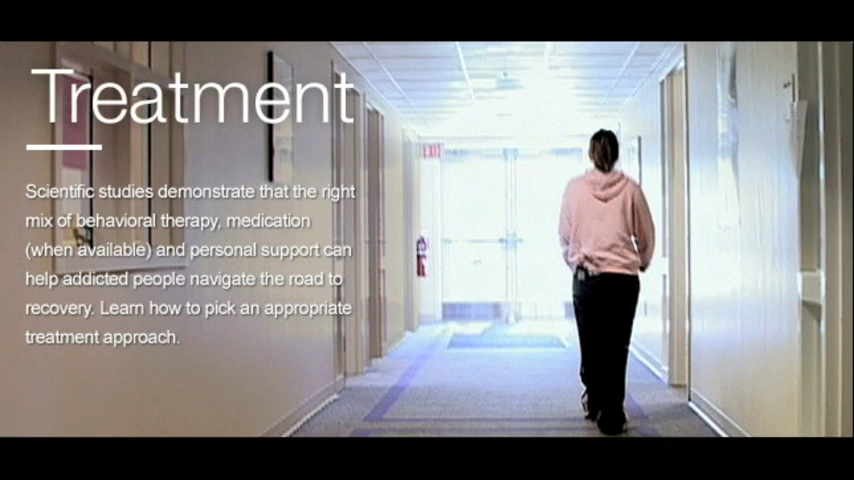 Treatment
Scientific studies demonstrate that the right
mix of behavioral therapy, medication
(when available) and personal support can
help addicted people navigate the road to
recovery. Learn how to pick an appropriate
treatment approach.